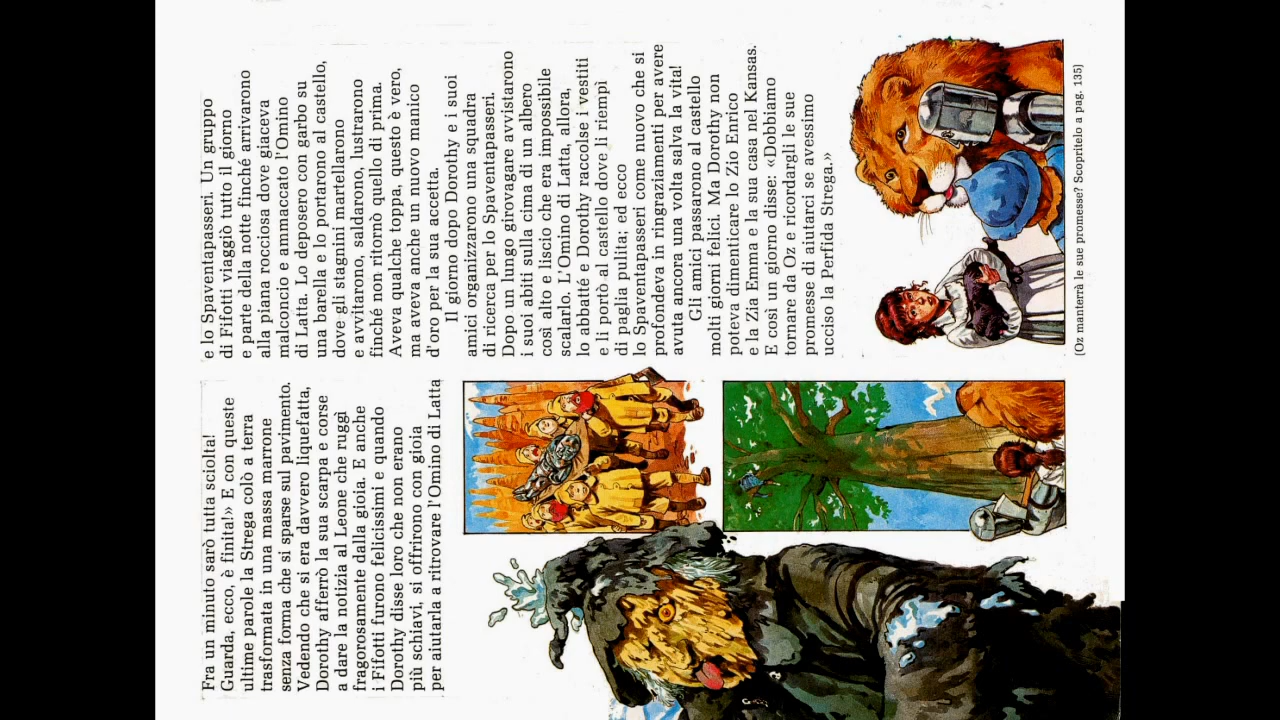 Fra un minuto sarò tutta sciolta!
Guarda, ecco, è finita!» E con queste
ultime parole la Strega colò a terra
trasformata in una massa marrone
senza forma che si sparse sul pavimento.
Vedendo che si era davvero liquefatta,
Dorothy afferrò la sua scarpa e corse
a dare la notizia al Leone che ruggì
fragorosamente dalla gioia. E anche
i Fifotti furono felicissimi e quando
Dorothy disse loro che non erano
più schiavi, si offrirono con gioia
per aiutarla a ritrovare l'Omino di Latta
e lo Spaventapasseri. Un gruppo
di Fifotti viaggiò tutto il giorno
e parte della notte finché arrivarono
alla piana rocciosa dove giaceva
malconcio e ammaccato l'Omino
di Latta. Lo deposero con garbo su
una barella e lo portarono al castello,
dove gli stagnini martellarono
e avvitarono, saldarono, lustrarono
finché non ritornò quello di prima.
Aveva qualche toppa, questo è vero,
ma aveva anche un nuovo manico
d'oro per la sua accetta.
Il giorno dopo Dorothy e i suoi
amici organizzarono una squadra
di ricerca per lo Spaventapasseri.
Dopo un lungo girovagare avvistarono
i suoi abiti sulla cima di un albero
così alto e liscio che era impossibile
scalarlo. L'Omino di Latta, allora,
lo abbatté e Dorothy raccolse i vestiti
e li portò al castello dove li riempì
di paglia pulita; ed ecco
lo Spaventapasseri come nuovo che si
profondeva in ringraziamenti per avere
avuta ancora una volta salva la vita!
Gli amici passarono al castello
molti giorni felici. Ma Dorothy non
poteva dimenticare lo Zio Enrico
e la Zia Emma e la sua casa nel Kansas.
E così un giorno disse: «Dobbiamo
tornare da Oz e ricordargli le sue
promesse di aiutarci se avessimo
ucciso la Perfida Strega.»
(Oz manterrà le sue promesse? Scopritelo a pag. 135)